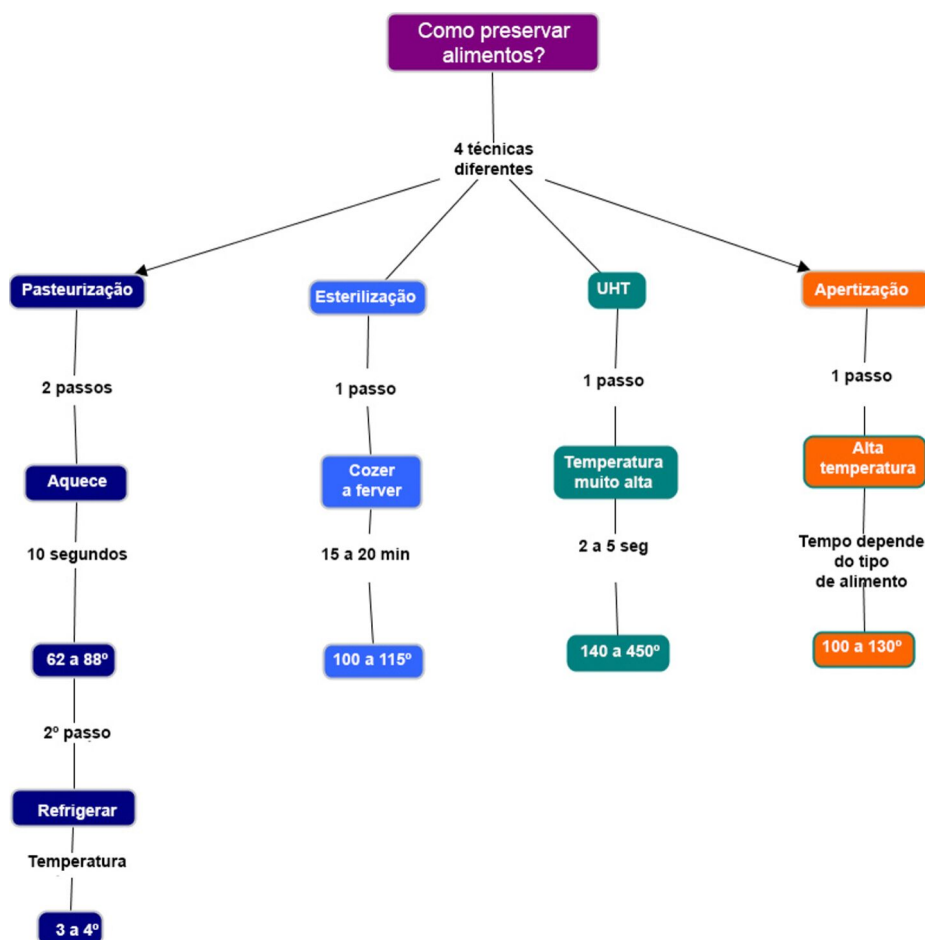 Como preservar
alimentos?
4 técnicas
diferentes
Pasteurização
2 passos
Aquece
10 segundos
62 a 88º
2º passo
Refrigerar
Temperatura
3 a 4º
Esterilização
1 passo
Cozer
a ferver
15 a 20 min
100 a 115º
UHT
1 passo
Temperatura
muito alta
2 a 5 seg
140 a 450º
Apertização
1 passo
Alta
temperatura
Tempo depende
do tipo
de alimento
100 a 130º